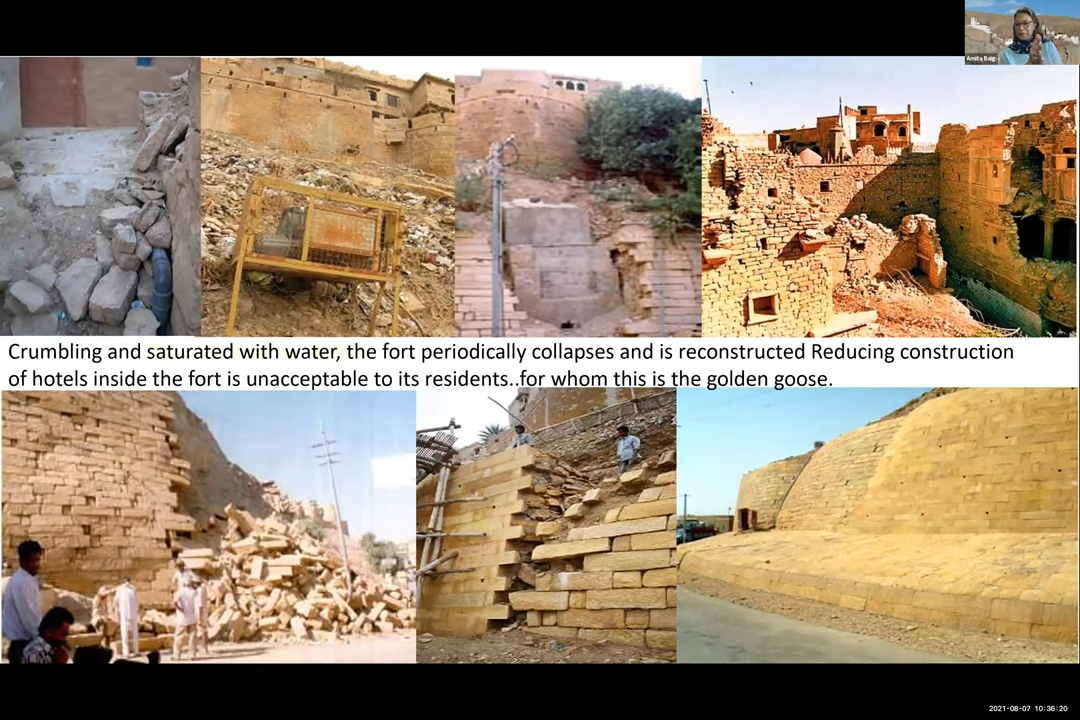 Amita Baig
Crumbling and saturated with water, the fort periodically collapses and is reconstructed Reducing construction
of hotels inside the fort is unacceptable to its residents..for whom this is the golden goose.
2021-08-07 10:36:20